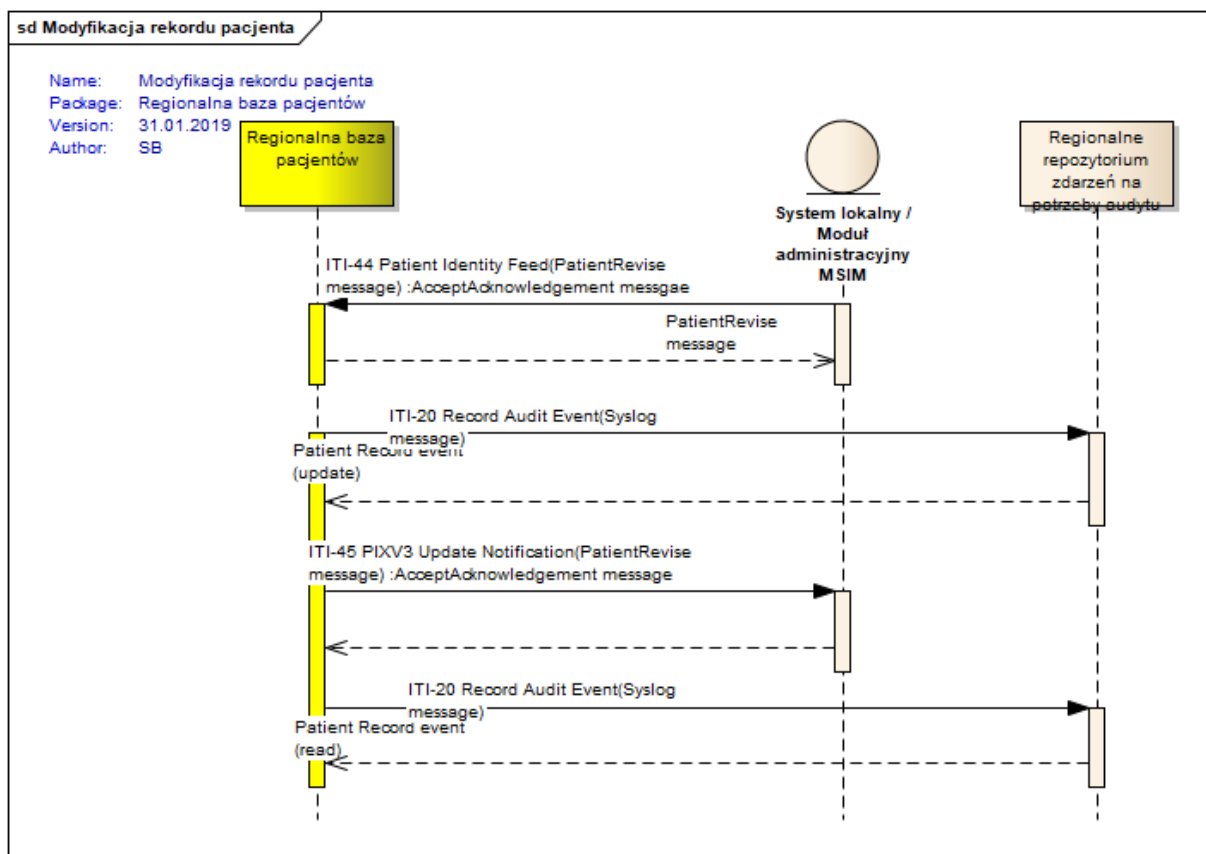 sd Modyfikacja rekordu pacjenta
Name: Modyfikacja rekordu pacjenta
Package: Regionalna baza pacjentów
Version: 31.01.2019
Author: SB
Regionalna baza
pacjentów
System lokalny /
Moduł
administracyjny
MSIM
Regionalne
repozytorium
zdarzeń na
potrzeby audytu
ITI-44 Patient Identity Feed(PatientRevise
message) :AcceptAcknowledgement messgae
PatientRevise
message
ITI-20 Record Audit Event(Syslog
message)
Patient Record event
(update)
ITI-45 PIXV3 Update Notification(PatientRevise
message) :AcceptAcknowledgement message
ITI-20 Record Audit Event(Syslog
message)
Patient Record event
(read)